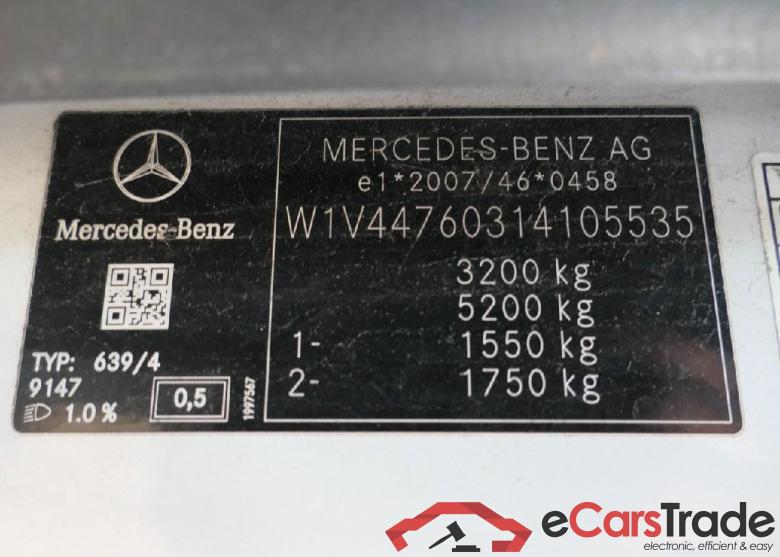 Mercedes-Benz
TYP: 639/4
9147
1.0 %
0,5
1997567
MERCEDES-BENZ AG
e1*2007/46*0458
W1V44760314105535
3200 kg
5200 kg
1- 1550 kg
2- 1750 kg
eCarsTrade
electronic, efficient & easy